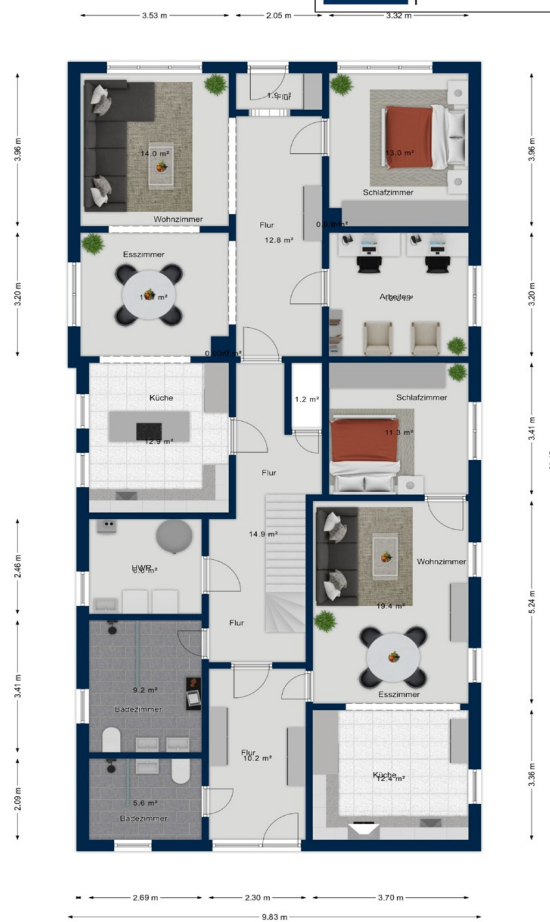 3.53 m
2.05 m
3.32 m
3.96 m
3.96 m
Flur
14.0 m²
13.0 m²
Schlafzimmer
Wohnzimmer
Flur
12.8 m²
3.20 m
3.20 m
Esszimmer
Küche
12.9 m²
1.2 m²
Schlafzimmer
11.3 m²
3.41 m
Flur
14.9 m²
2.46 m
HWR
Wohnzimmer
19.4 m²
5.24 m
Flur
3.41 m
9.2 m²
Badezimmer
Esszimmer
Flur
10.2 m²
Küche
12.4 m²
3.36 m
2.09 m
5.6 m²
Badezimmer
2.69 m
2.30 m
3.70 m
9.83 m